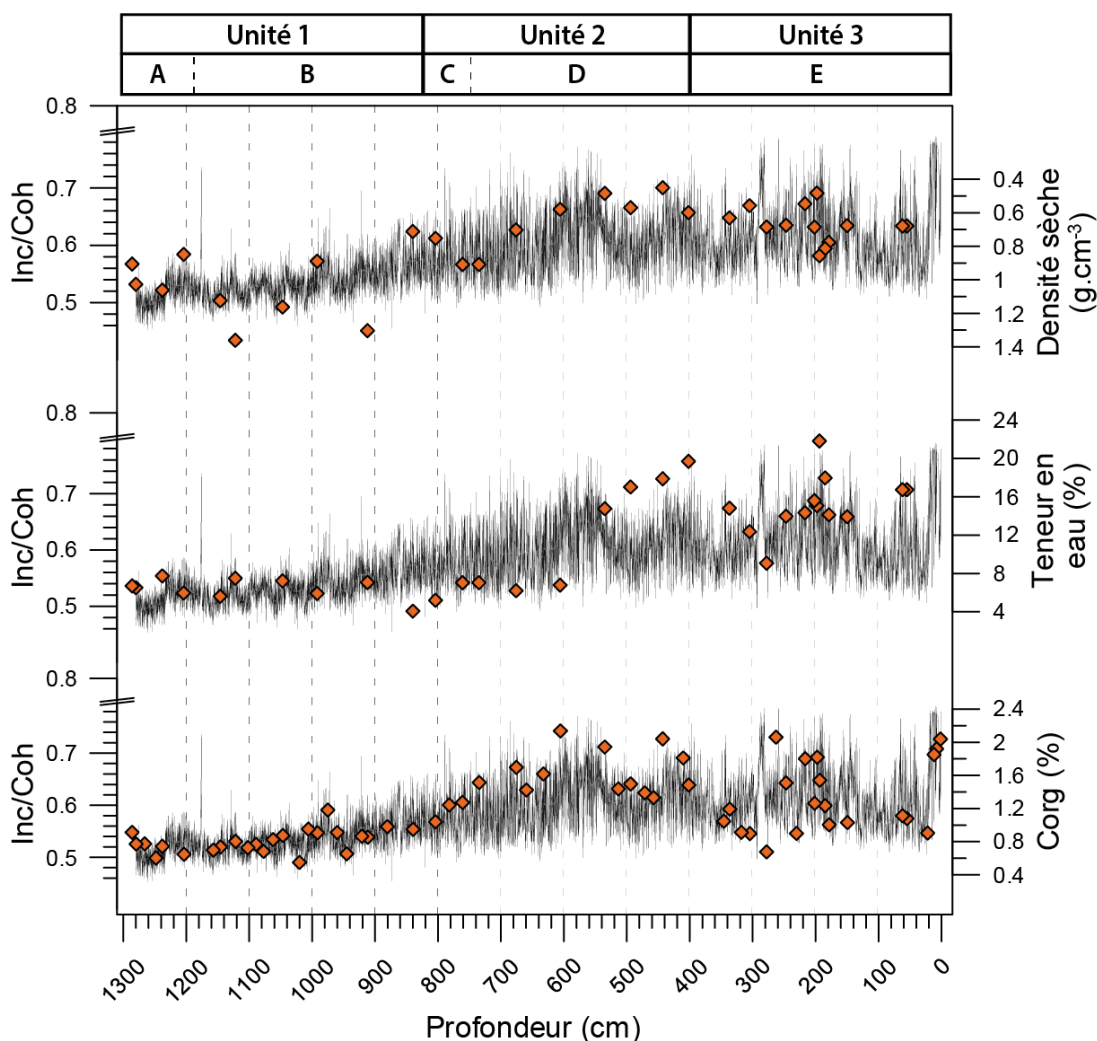 Unité 1 Unité 2 Unité 3
A B C D E
0.8
0.7
0.6
0.5
Inc/Coh
0.4
0.6
0.8
1
1.2
1.4
Densité sèche
(g.cm-3)
0.8
0.7
0.6
0.5
Inc/Coh
24
20
16
12
8
4
Teneur en
eau (%)
0.8
0.7
0.6
0.5
Inc/Coh
2.4
2
1.6
1.2
0.8
0.4
Corg (%)
1300 1200 1100 1000 900 800 700 600 500 400 300 200 100 0
Profondeur (cm)